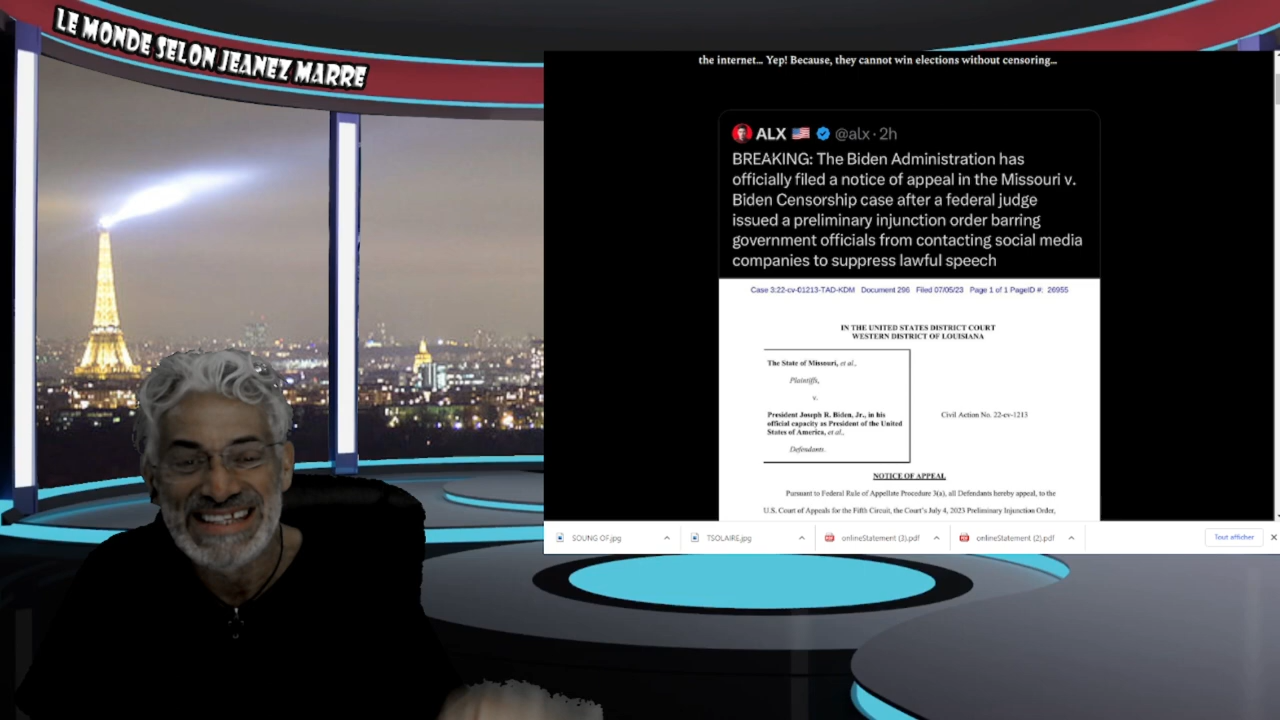 LE MONDE SELON JEANEZ MARRE
the internet... Yep! Because, they cannot win elections without censoring...
ALX 🇺🇸 @alx · 2h
BREAKING: The Biden Administration has
officially filed a notice of appeal in the Missouri v.
Biden Censorship case after a federal judge
issued a preliminary injunction order barring
government officials from contacting social media
companies to suppress lawful speech
Case 3:22-cv-01213-TAD-KDM Document 296 Filed 07/05/23 Page 1 of 1 PageID #: 26955
IN THE UNITED STATES DISTRICT COURT
WESTERN DISTRICT OF LOUISIANA
The State of Missouri, et al.,
Plaintiffs,
v.
President Joseph R. Biden, Jr., in his
official capacity as President of the United
States of America, et al.,
Defendants.
Civil Action No. 22-cv-1213
NOTICE OF APPEAL
Pursuant to Federal Rule of Appellate Procedure 3(a), all Defendants hereby appeal, to the
U.S. Court of Appeals for the Fifth Circuit, the Court's July 4, 2023 Preliminary Injunction Order,
SOUNG OF.jpg
TSOLAIRE.jpg
onlineStatement (3).pdf
onlineStatement (2).pdf
Tout afficher